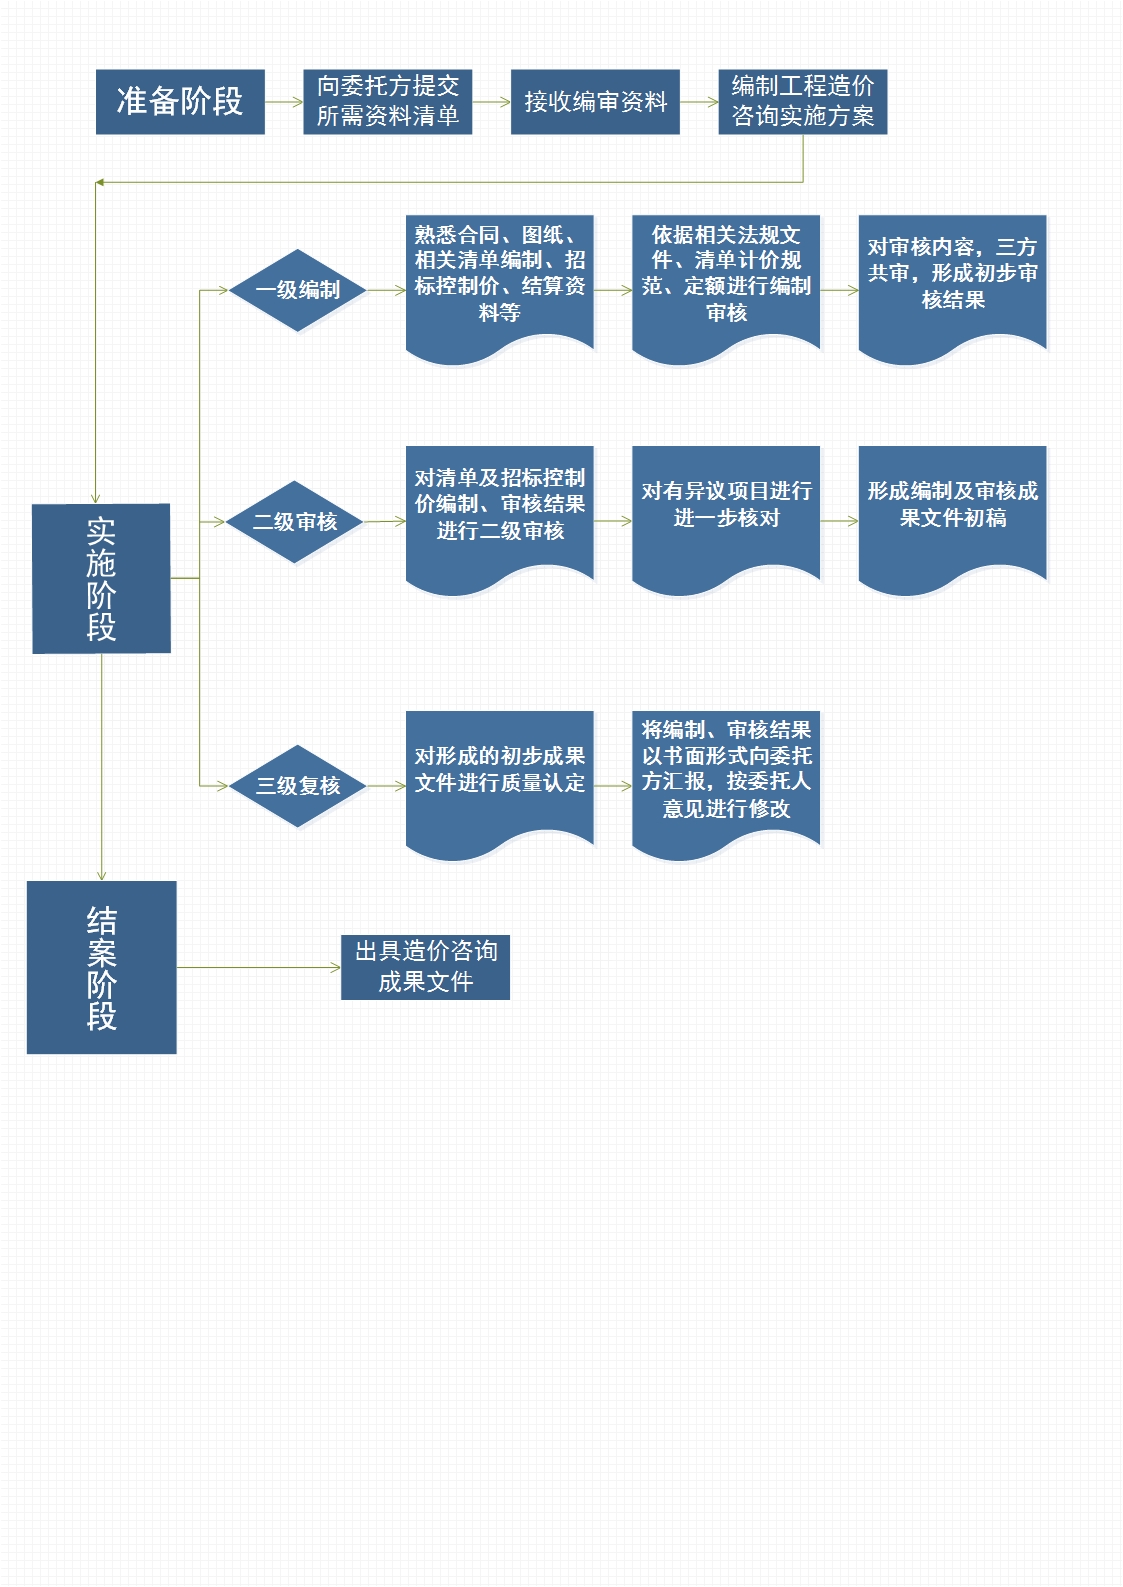 准备阶段
向委托方提交
所需资料清单
接收编审资料
编制工程造价
咨询实施方案
一级编制
熟悉合同、图纸、
相关清单编制、招
标控制价、结算资
料等
依据相关法规文
件、清单计价规
范、定额进行编制
审核
对审核内容，三方
共审，形成初步审
核结果
实施阶段
二级审核
对清单及招标控制
价编制、审核结果
进行二级审核
对有异议项目进行
进一步核对
形成编制及审核成
果文件初稿
三级复核
对形成的初步成果
文件进行质量认定
将编制、审核结果
以书面形式向委托
方汇报，按委托人
意见进行修改
结案阶段
出具造价咨询
成果文件